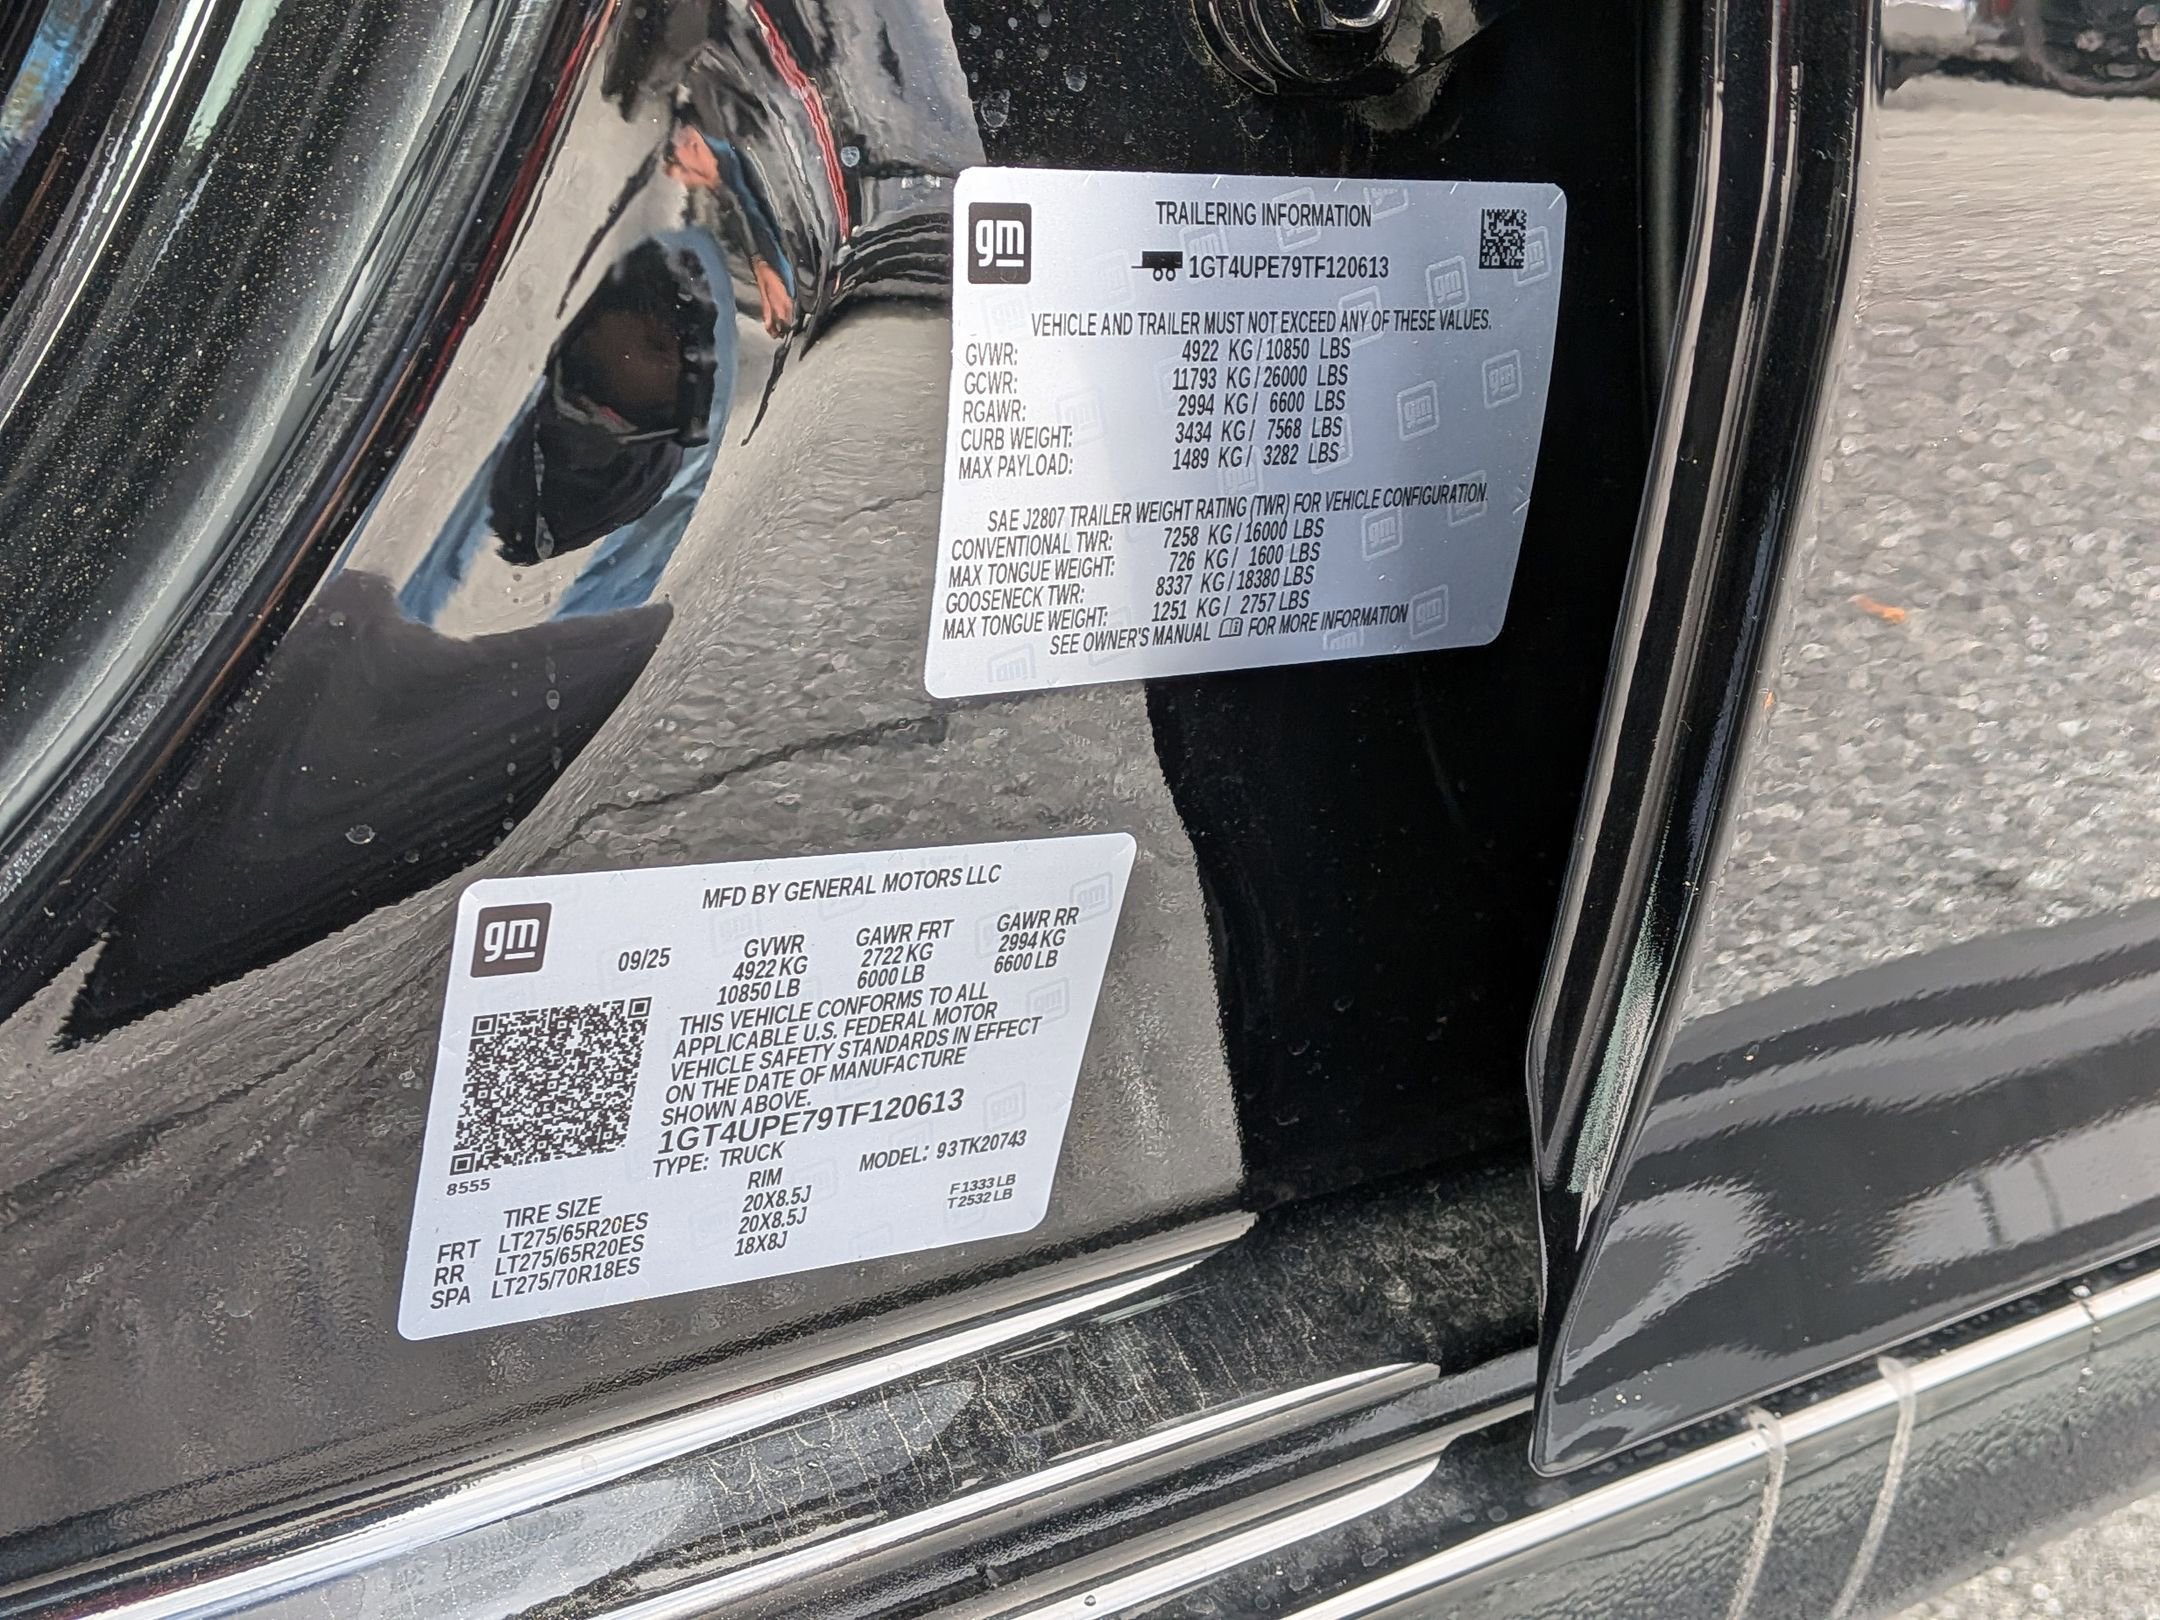 gm
TRAILERING INFORMATION
1GT4UPE79TF120613
VEHICLE AND TRAILER MUST NOT EXCEED ANY OF THESE VALUES.
GVWR: 4922 KG / 10850 LBS
GCWR: 11793 KG / 26000 LBS
RGAWR: 2994 KG / 6600 LBS
CURB WEIGHT: 3434 KG / 7568 LBS
MAX PAYLOAD: 1489 KG / 3282 LBS
SAE J2807 TRAILER WEIGHT RATING (TWR) FOR VEHICLE CONFIGURATION.
CONVENTIONAL TWR: 7258 KG / 16000 LBS
MAX TONGUE WEIGHT: 726 KG / 1600 LBS
GOOSENECK TWR: 8337 KG / 18380 LBS
MAX TONGUE WEIGHT: 1251 KG / 2757 LBS
SEE OWNER'S MANUAL FOR MORE INFORMATION
gm
MFD BY GENERAL MOTORS LLC
09/25 GVWR GAWR FRT GAWR RR
4922 KG 2722 KG 2994 KG
10850 LB 6000 LB 6600 LB
THIS VEHICLE CONFORMS TO ALL
APPLICABLE U.S. FEDERAL MOTOR
VEHICLE SAFETY STANDARDS IN EFFECT
ON THE DATE OF MANUFACTURE
SHOWN ABOVE.
1GT4UPE79TF120613
TYPE: TRUCK MODEL: 93TK20743
8555
TIRE SIZE RIM
FRT LT275/65R20ES 20X8.5J
RR LT275/65R20ES 20X8.5J
SPA LT275/70R18ES 18X8J
F 1333 LB
T 2532 LB